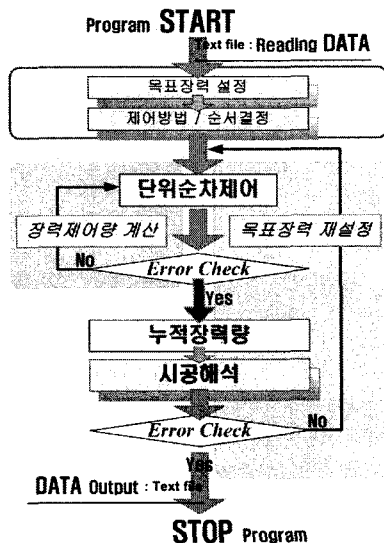 Program START
Text file : Reading DATA
목표장력 설정
제어방법 / 순서결정
단위순차제어
장력제어량 계산
목표장력 재설정
No
Error Check
Yes
누적장력량
시공해석
No
Error Check
Yes
DATA Output : Text file
STOP Program